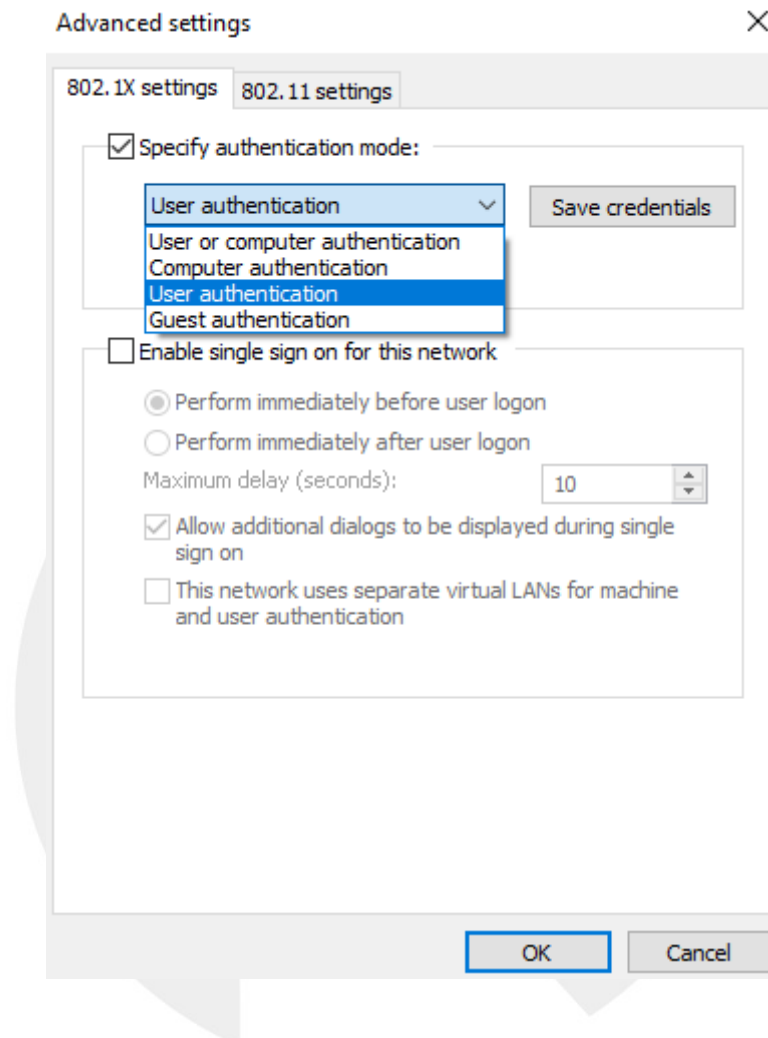 Advanced settings
802.1X settings
802.11 settings
Specify authentication mode:
User authentication
Save credentials
User or computer authentication
Computer authentication
User authentication
Guest authentication
Enable single sign on for this network
Perform immediately before user logon
Perform immediately after user logon
Maximum delay (seconds):
10
Allow additional dialogs to be displayed during single
sign on
This network uses separate virtual LANs for machine
and user authentication
OK
Cancel